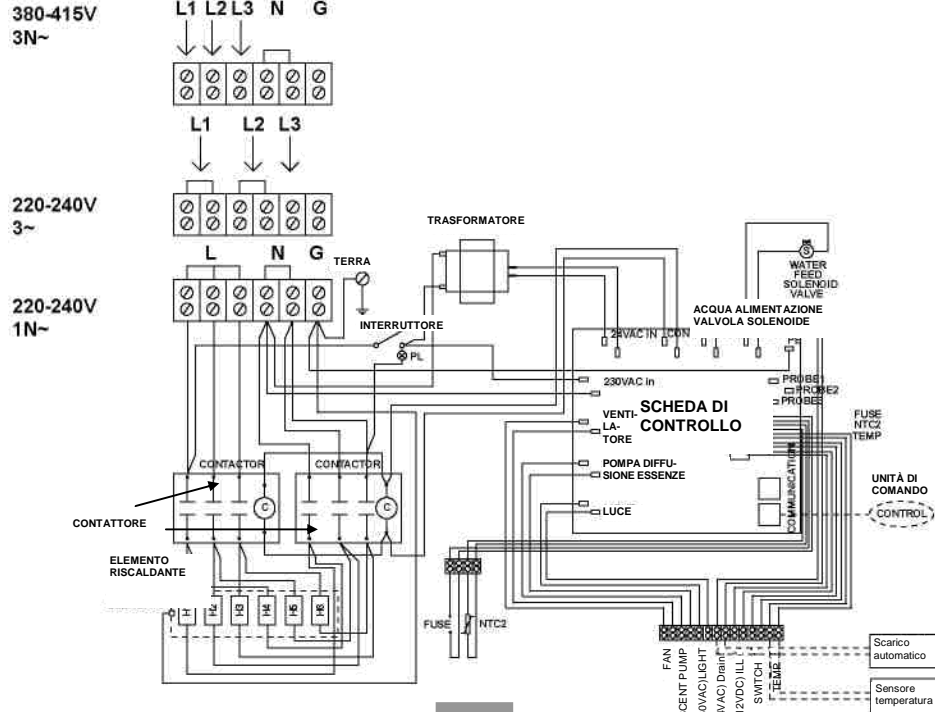 380-415V
3N~
L1 L2 L3 N G
L1 L2 L3
220-240V
3~
L N G
220-240V
1N~
TERRA
TRASFORMATORE
INTERRUTTORE
PL
WATER
FEED
SOLENOID
VALVE
S
ACQUA ALIMENTAZIONE
VALVOLA SOLENOIDE
24VAC IN
CON
230VAC in
SCHEDA DI
CONTROLLO
VENTI-
LA-
TORE
POMPA DIFFU-
SIONE ESSENZE
LUCE
PROBE1
PROBE2
PROBE3
FUSE
NTC2
TEMP
COMMUNICATION
UNITÀ DI
COMANDO
CONTROL
CONTACTOR
CONTACTOR
C
C
CONTATTORE
ELEMENTO
RISCALDANTE
H2
H3
H4
H5
H6
FUSE
NTC2
FAN
SCENT PUMP
LIGHT
Drain
ILL
SWITCH
TEMP
Scarico
automatico
Sensore
temperatura